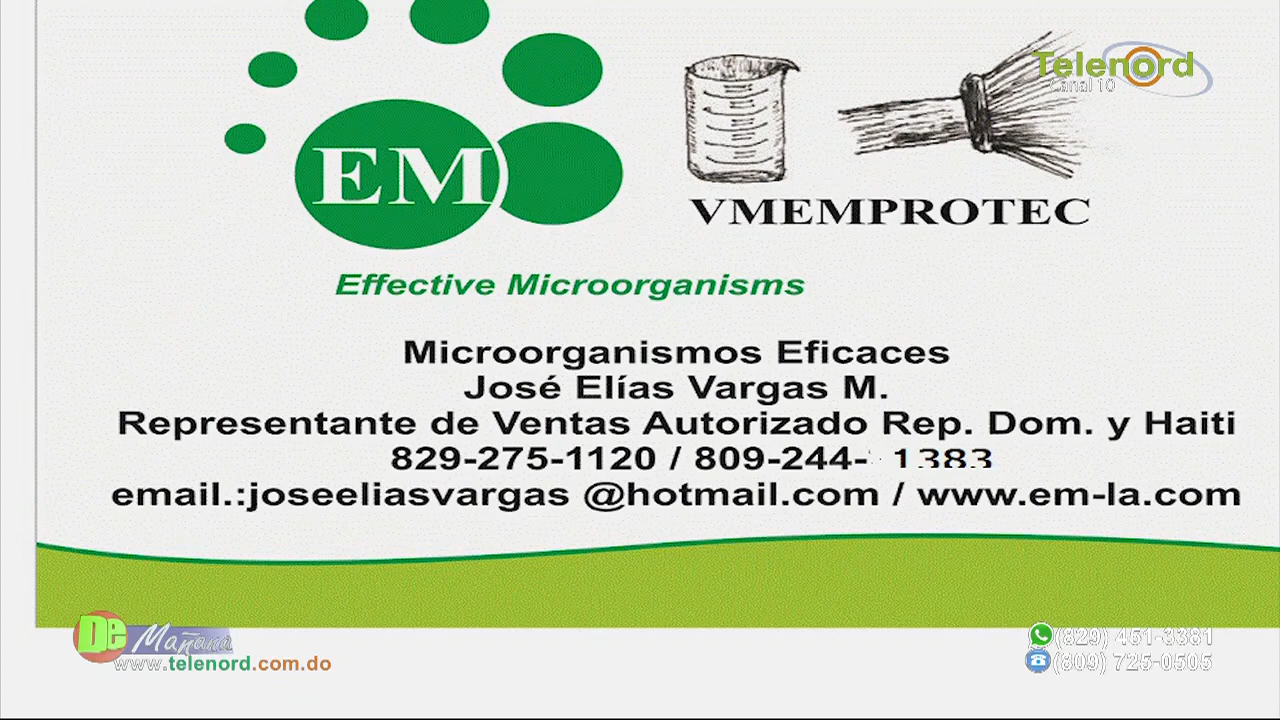 Telenord
Canal 10
EM
VMEMPROTEC
Effective Microorganisms
Microorganismos Eficaces
José Elías Vargas M.
Representante de Ventas Autorizado Rep. Dom. y Haiti
829-275-1120 / 809-244- 1383
email.:joseeliasvargas @hotmail.com / www.em-la.com
De Mañana
www.telenord.com.do
(829) 451-3381
(809) 725-0505